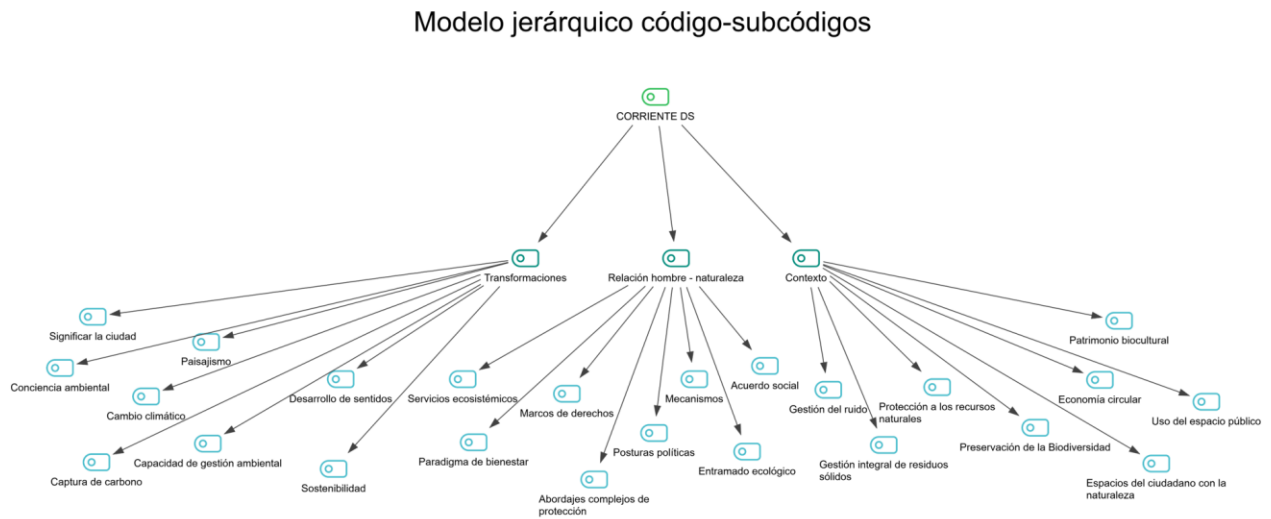 Modelo jerárquico código-subcódigos
CORRIENTE DS
Transformaciones
Relación hombre - naturaleza
Contexto
Significar la ciudad
Paisajismo
Conciencia ambiental
Cambio climático
Desarrollo de sentidos
Captura de carbono
Capacidad de gestión ambiental
Sostenibilidad
Servicios ecosistémicos
Marcos de derechos
Mecanismos
Acuerdo social
Paradigma de bienestar
Posturas políticas
Entramado ecológico
Abordajes complejos de
protección
Patrimonio biocultural
Gestión del ruido
Protección a los recursos
naturales
Economía circular
Uso del espacio público
Gestión integral de residuos
sólidos
Preservación de la Biodiversidad
Espacios del ciudadano con la
naturaleza